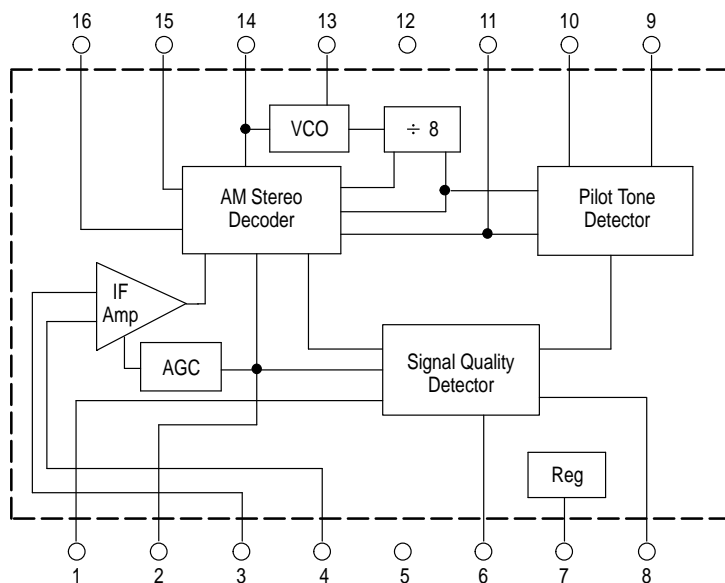 16 15 14 13 12 11 10 9
VCO
÷ 8
AM Stereo
Decoder
Pilot Tone
Detector
IF
Amp
AGC
Signal Quality
Detector
Reg
1 2 3 4 5 6 7 8